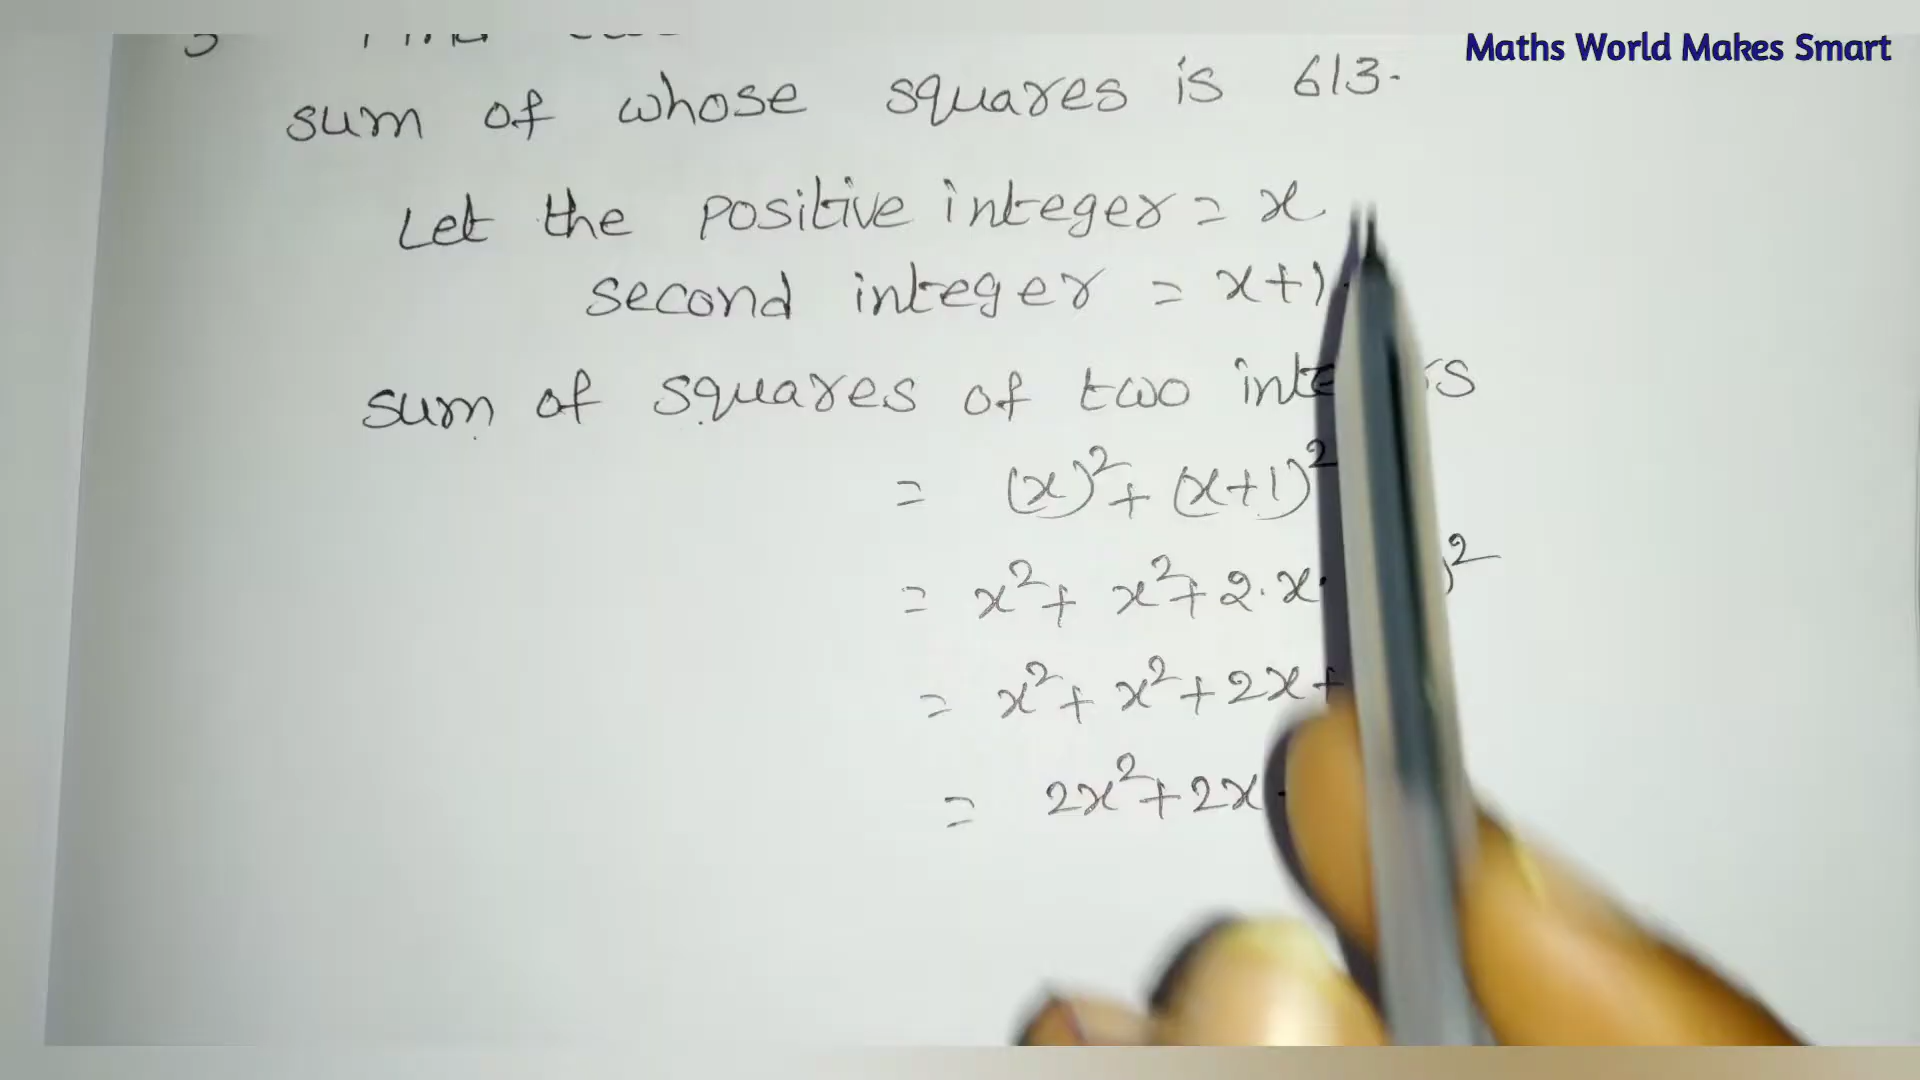 Maths World Makes Smart
sum of whose squares is 613.
Let the positive integer = x
second integer = x+1
sum of squares of two
= (x)² + (x+1)²
= x² + x² + 2.x. )²
= x² + x² + 2x+
= 2x² + 2x